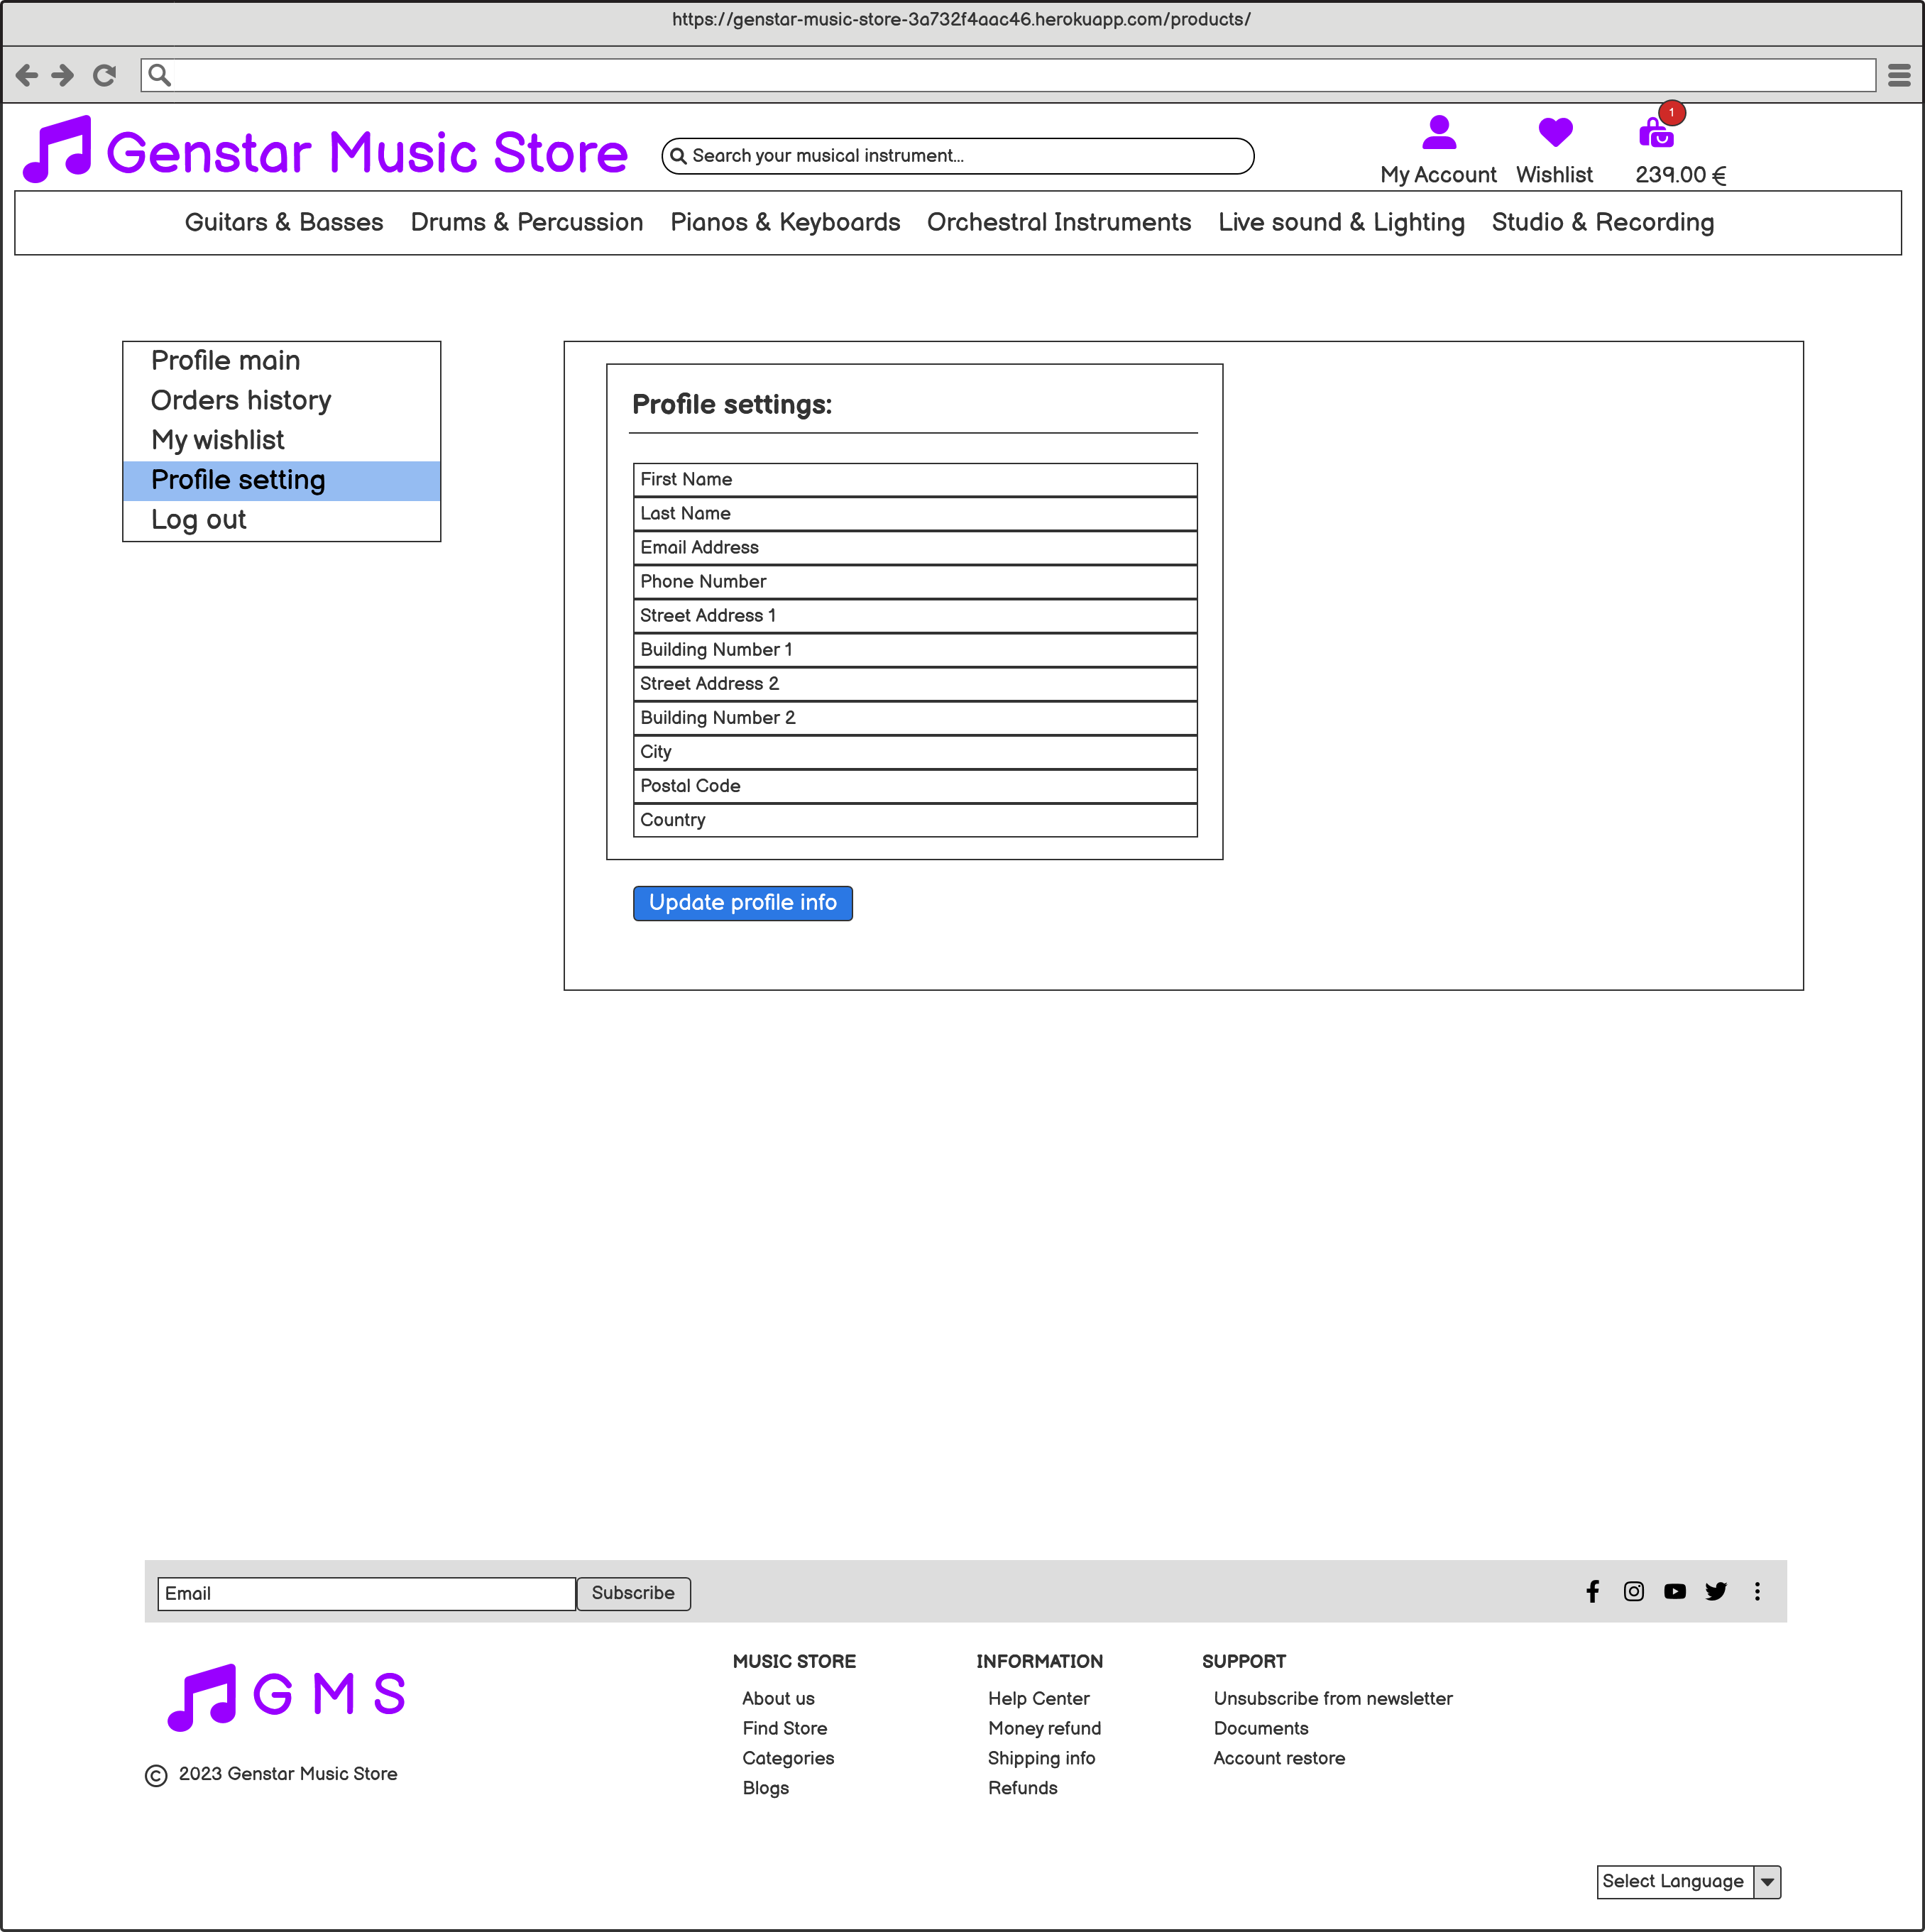 https://genstar-music-store-3a732f4aac46.herokuapp.com/products/
1
Genstar Music Store
Search your musical instrument...
My Account Wishlist 239.00 €
Guitars & Basses Drums & Percussion Pianos & Keyboards Orchestral Instruments Live sound & Lighting Studio & Recording
Profile main
Orders history
My wishlist
Profile setting
Log out
Profile settings:
First Name
Last Name
Email Address
Phone Number
Street Address 1
Building Number 1
Street Address 2
Building Number 2
City
Postal Code
Country
Update profile info
Email
Subscribe
G M S
© 2023 Genstar Music Store
MUSIC STORE
About us
Find Store
Categories
Blogs
INFORMATION
Help Center
Money refund
Shipping info
Refunds
SUPPORT
Unsubscribe from newsletter
Documents
Account restore
Select Language